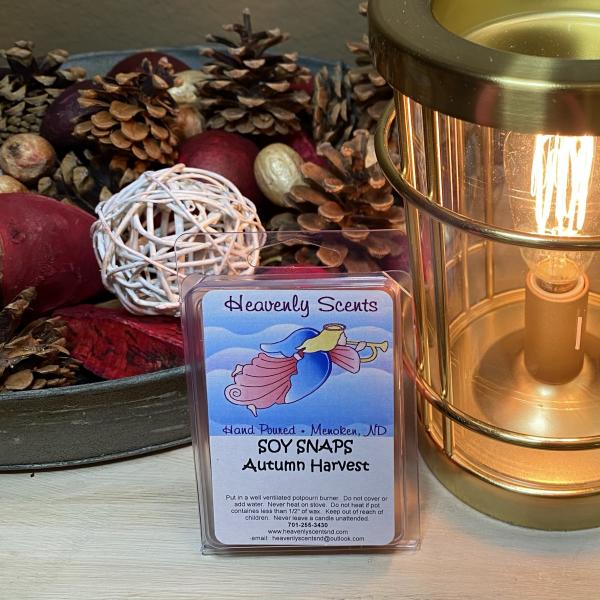 Heavenly Scents
Hand Poured • Menoken, ND
SOY SNAPS
Autumn Harvest
Put in a well ventilated potpourri burner. Do not cover or
add water. Never heat on stove. Do not heat if pot
containes less than 1/2" of wax. Keep out of reach of
children. Never leave a candle unattended.
701-255-3430
www.heavenlyscentsnd.com
email: heavenlyscentsnd@outlook.com